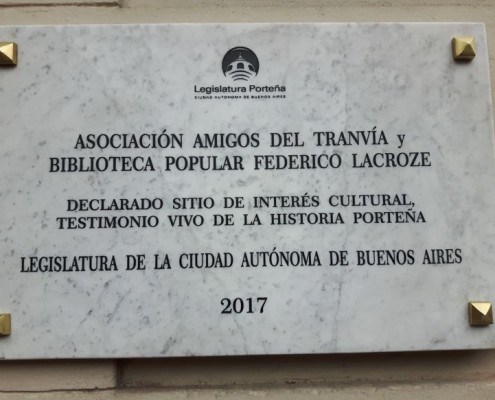 Legislatura Porteña
CIUDAD AUTÓNOMA DE BUENOS AIRES
ASOCIACIÓN AMIGOS DEL TRANVÍA y
BIBLIOTECA POPULAR FEDERICO LACROZE
DECLARADO SITIO DE INTERÉS CULTURAL,
TESTIMONIO VIVO DE LA HISTORIA PORTEÑA
LEGISLATURA DE LA CIUDAD AUTÓNOMA DE BUENOS AIRES
2017